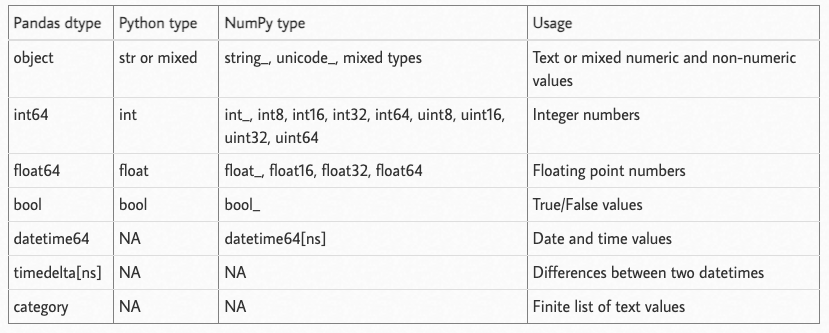 Pandas dtype Python type NumPy type Usage
object str or mixed string_, unicode_, mixed types Text or mixed numeric and non-numeric
values
int64 int int_, int8, int16, int32, int64, uint8, uint16, Integer numbers
uint32, uint64
float64 float float_, float16, float32, float64 Floating point numbers
bool bool bool_ True/False values
datetime64 NA datetime64[ns] Date and time values
timedelta[ns] NA NA Differences between two datetimes
category NA NA Finite list of text values